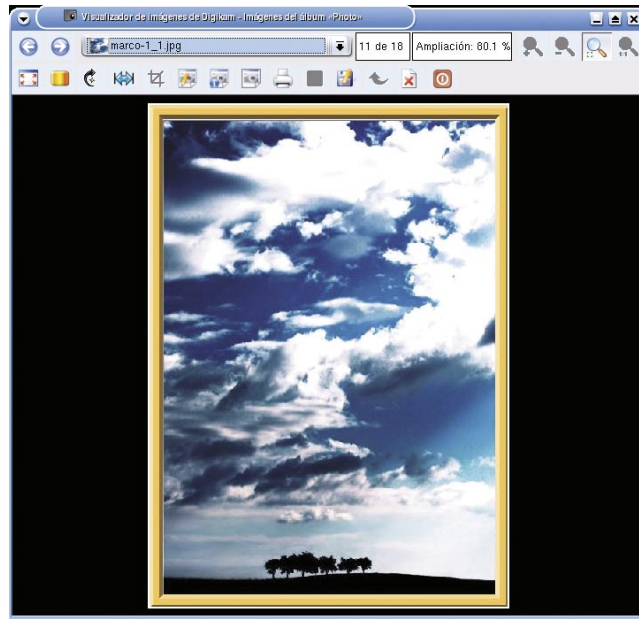 Visualizador de imágenes de Digikam - Imágenes del álbum «Photo»
marco-1_1.jpg
11 de 18
Ampliación: 80.1 %